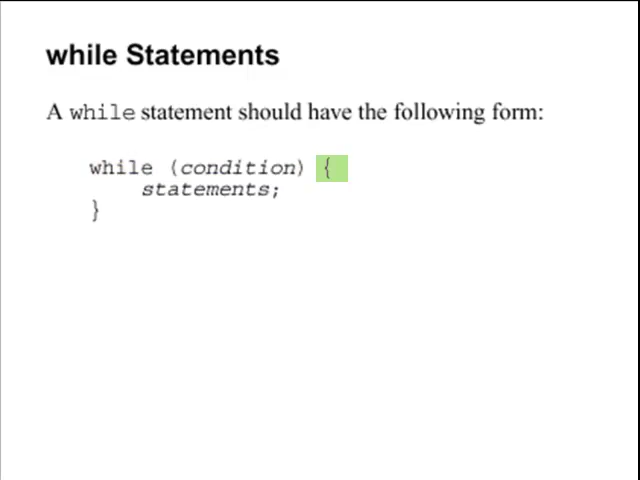 while Statements
A while statement should have the following form:
while (condition) {
statements;
}